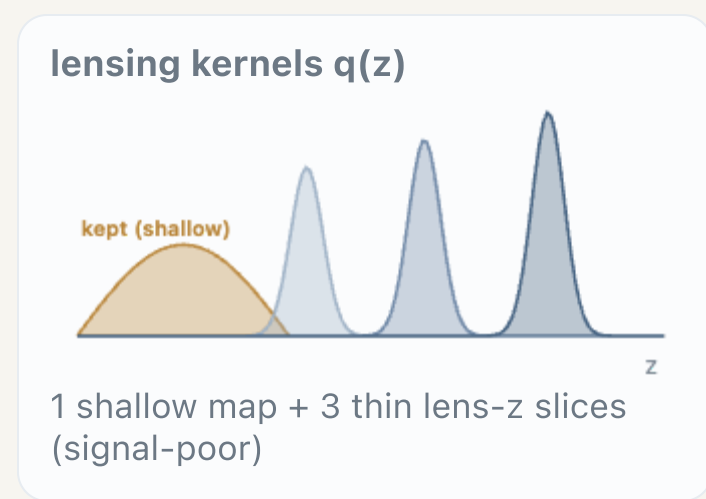 lensing kernels q(z)
kept (shallow)
z
1 shallow map + 3 thin lens-z slices
(signal-poor)